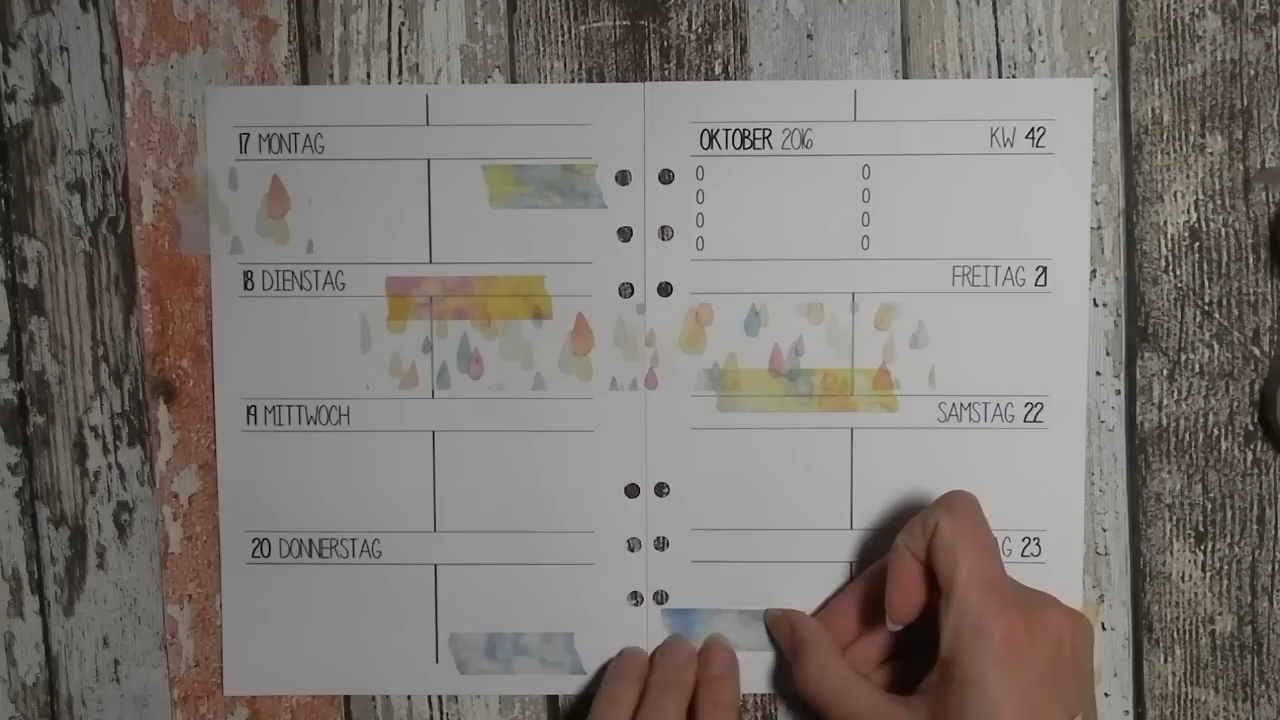 17 MONTAG
18 DIENSTAG
19 MITTWOCH
20 DONNERSTAG
OKTOBER 2016 KW 42
0 0
0 0
0 0
0 0
FREITAG 21
SAMSTAG 22
G 23